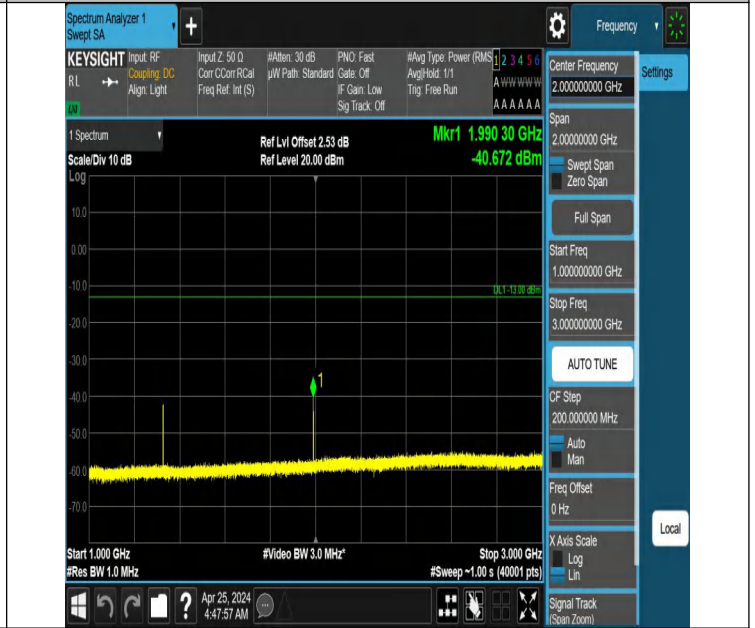 Spectrum Analyzer 1
Swept SA
Frequency
KEYSIGHT
Input: RF
Coupling: DC
Align: Light
Input Z: 50 Ω
Corr CCorr RCal
Freq Ref: Int (S)
#Atten: 30 dB
µW Path: Standard
PNO: Fast
Gate: Off
IF Gain: Low
Sig Track: Off
#Avg Type: Power (RMS
Avg|Hold: 1/1
Trig: Free Run
1 2 3 4 5 6
A W W W W W
A A A A A A
R L
LXI
1 Spectrum
Scale/Div 10 dB
Log
Ref Lvl Offset 2.53 dB
Ref Level 20.00 dBm
Mkr1 1.990 30 GHz
-40.672 dBm
10.0
0.00
-10.0
-20.0
-30.0
-40.0
-50.0
-60.0
-70.0
DL1 -13.00 dBm
1
Start 1.000 GHz
#Res BW 1.0 MHz
#Video BW 3.0 MHz*
Stop 3.000 GHz
#Sweep ~1.00 s (40001 pts)
Apr 25, 2024
4:47:57 AM
Center Frequency
2.000000000 GHz
Settings
Span
2.00000000 GHz
Swept Span
Zero Span
Full Span
Start Freq
1.000000000 GHz
Stop Freq
3.000000000 GHz
AUTO TUNE
CF Step
200.000000 MHz
Auto
Man
Freq Offset
0 Hz
X Axis Scale
Log
Lin
Local
Signal Track
(Span Zoom)